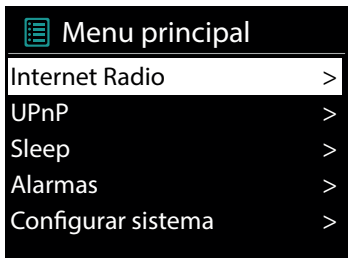 Menu principal
Internet Radio >
UPnP >
Sleep >
Alarmas >
Configurar sistema >